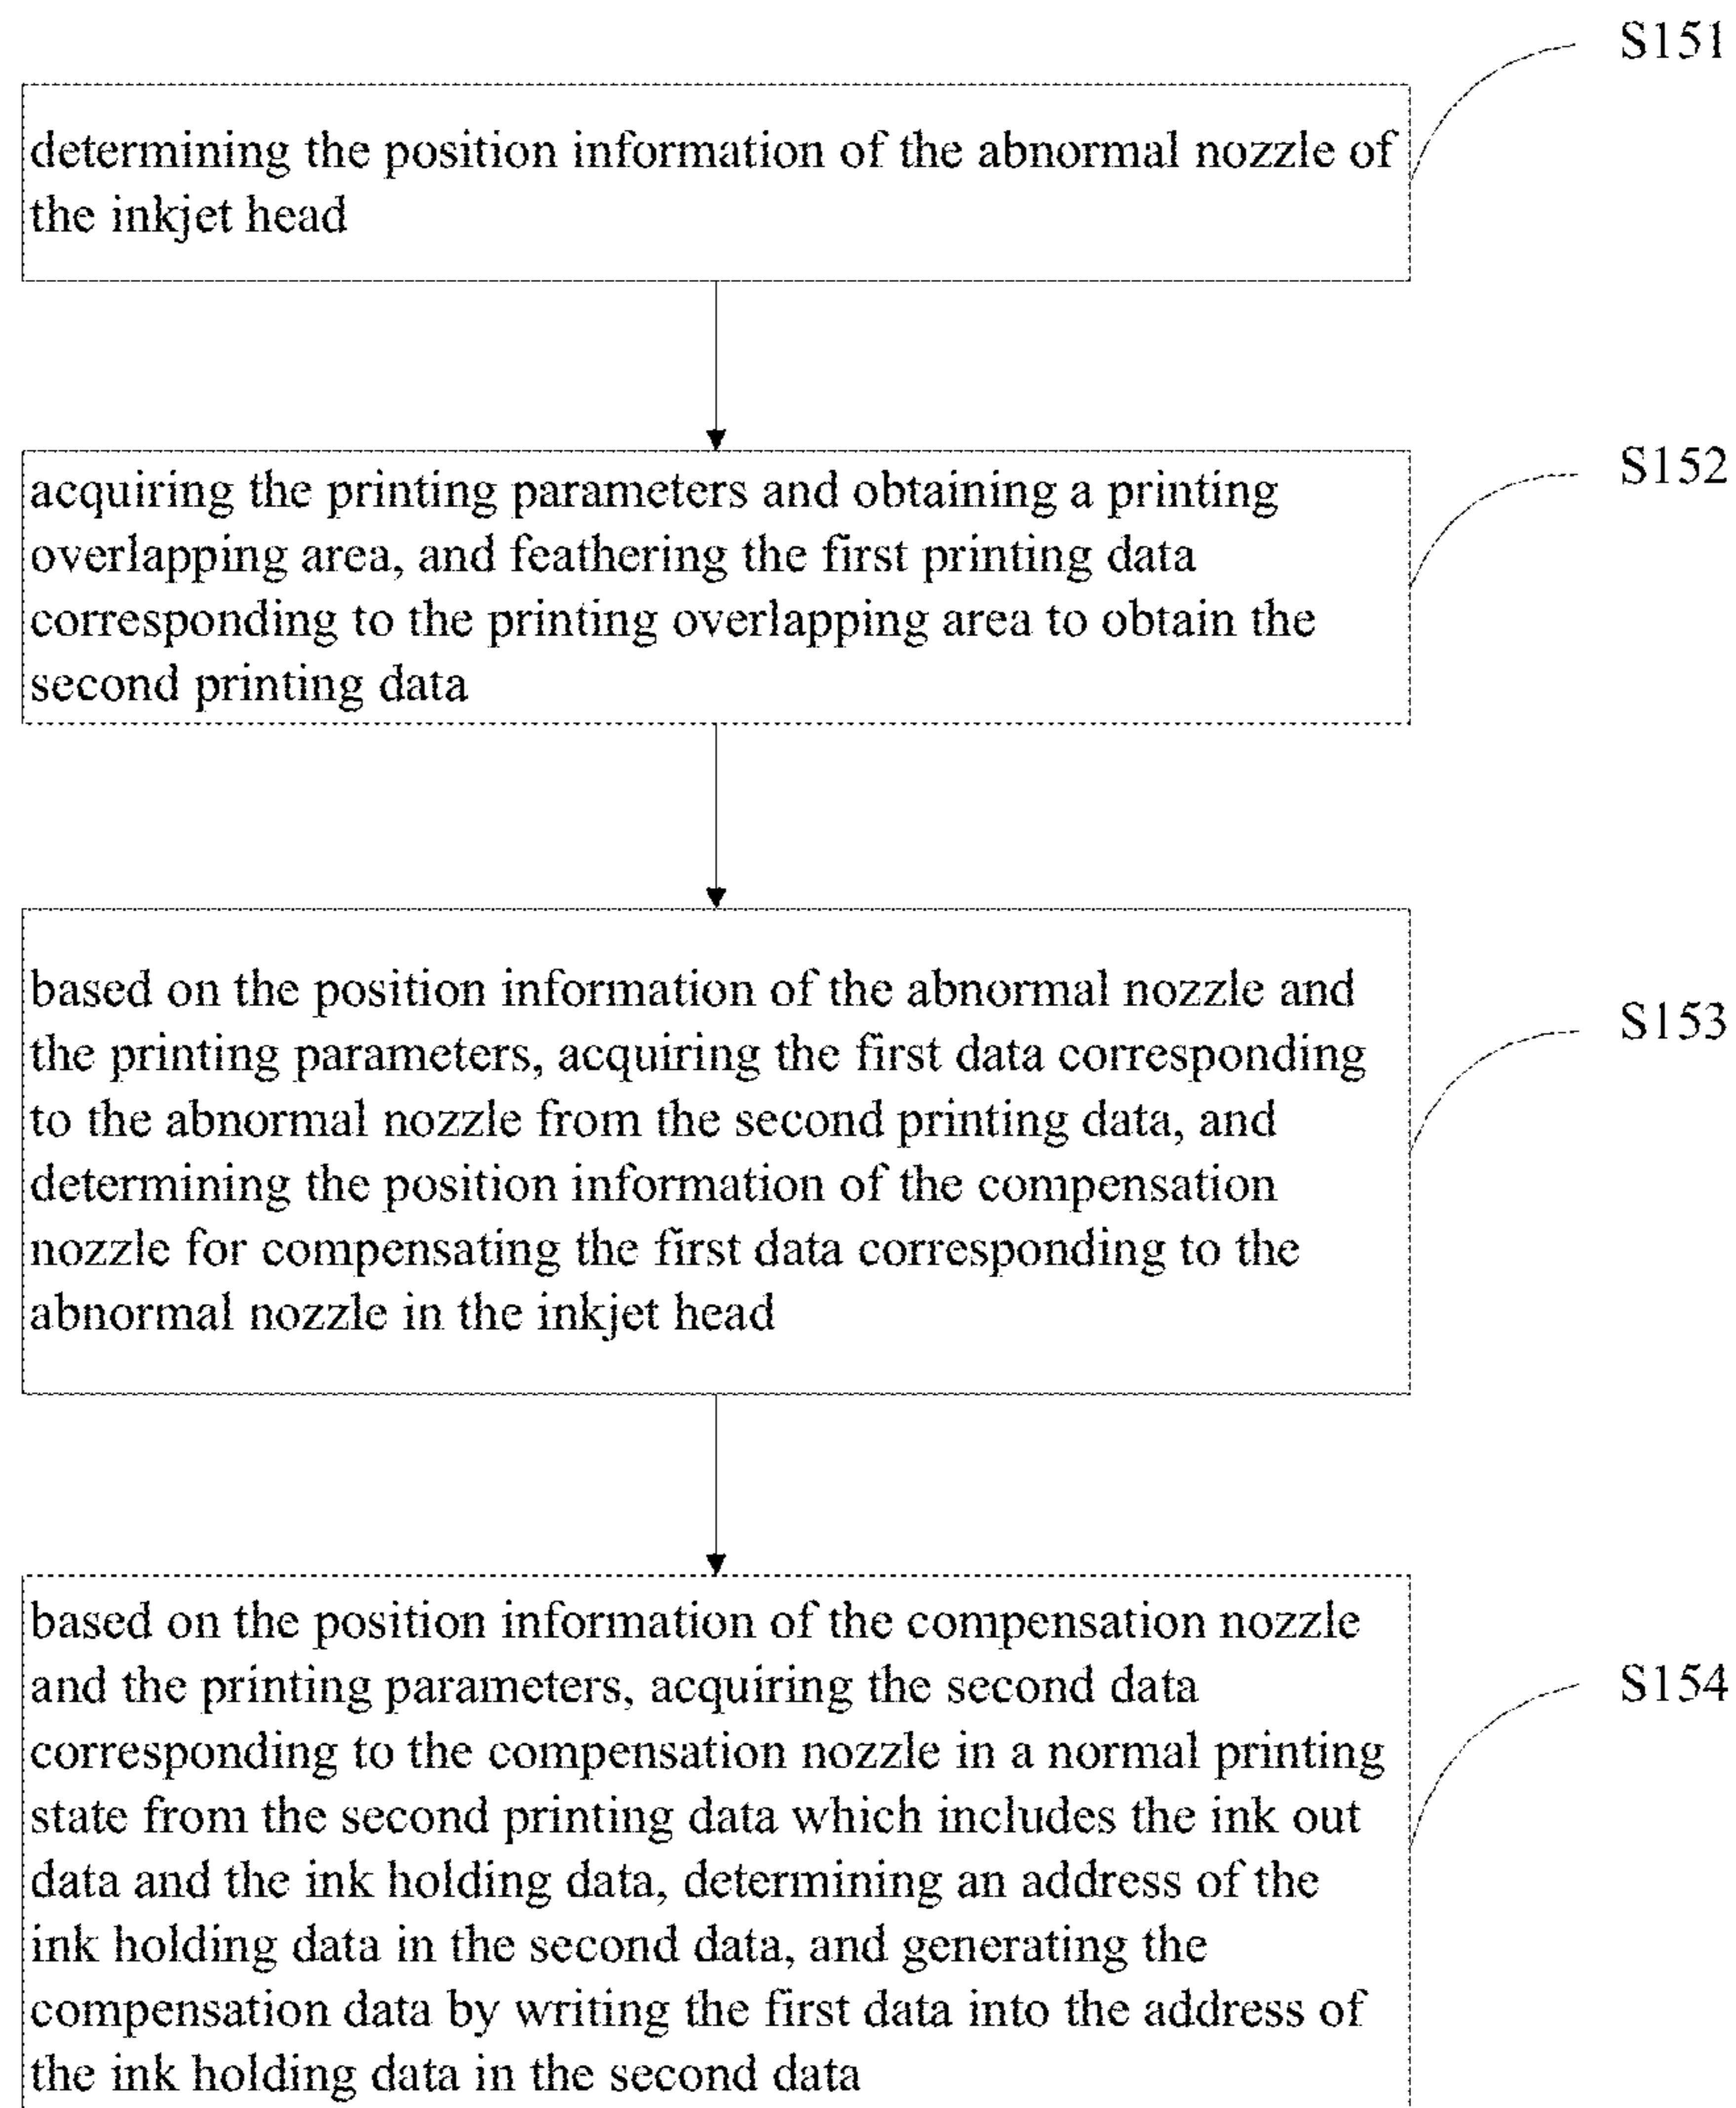 S151
determining the position information of the abnormal nozzle of
the inkjet head
S152
acquiring the printing parameters and obtaining a printing
overlapping area, and feathering the first printing data
corresponding to the printing overlapping area to obtain the
second printing data
S153
based on the position information of the abnormal nozzle and
the printing parameters, acquiring the first data corresponding
to the abnormal nozzle from the second printing data, and
determining the position information of the compensation
nozzle for compensating the first data corresponding to the
abnormal nozzle in the inkjet head
S154
based on the position information of the compensation nozzle
and the printing parameters, acquiring the second data
corresponding to the compensation nozzle in a normal printing
state from the second printing data which includes the ink out
data and the ink holding data, determining an address of the
ink holding data in the second data, and generating the
compensation data by writing the first data into the address of
the ink holding data in the second data